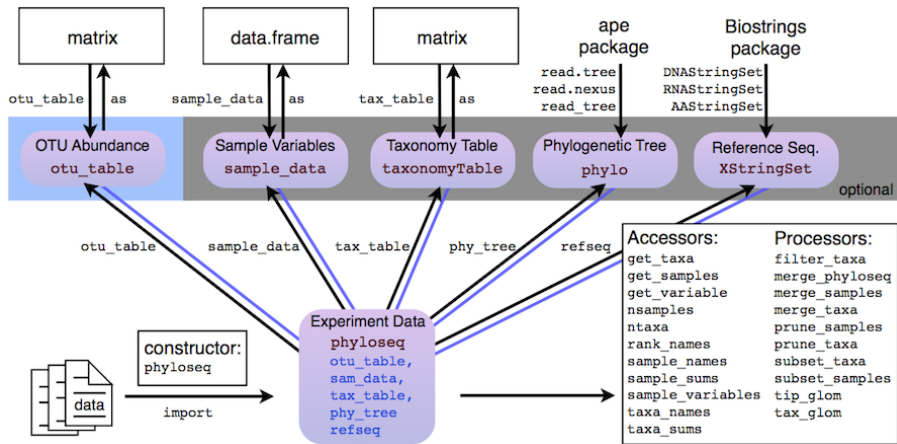 matrix
data.frame
matrix
ape
package
Biostrings
package
read.tree
read.nexus
read_tree
DNAStringSet
RNAStringSet
AAStringSet
otu_table
as
sample_data
as
tax_table
as
OTU Abundance
otu_table
Sample Variables
sample_data
Taxonomy Table
taxonomyTable
Phylogenetic Tree
phylo
Reference Seq.
XStringSet
optional
otu_table
sample_data
tax_table
phy_tree
refseq
Experiment Data
phyloseq
otu_table,
sam_data,
tax_table,
phy_tree
refseq
constructor:
phyloseq
data
import
Accessors:
get_taxa
get_samples
get_variable
nsamples
ntaxa
rank_names
sample_names
sample_sums
sample_variables
taxa_names
taxa_sums
Processors:
filter_taxa
merge_phyloseq
merge_samples
merge_taxa
prune_samples
prune_taxa
subset_taxa
subset_samples
tip_glom
tax_glom